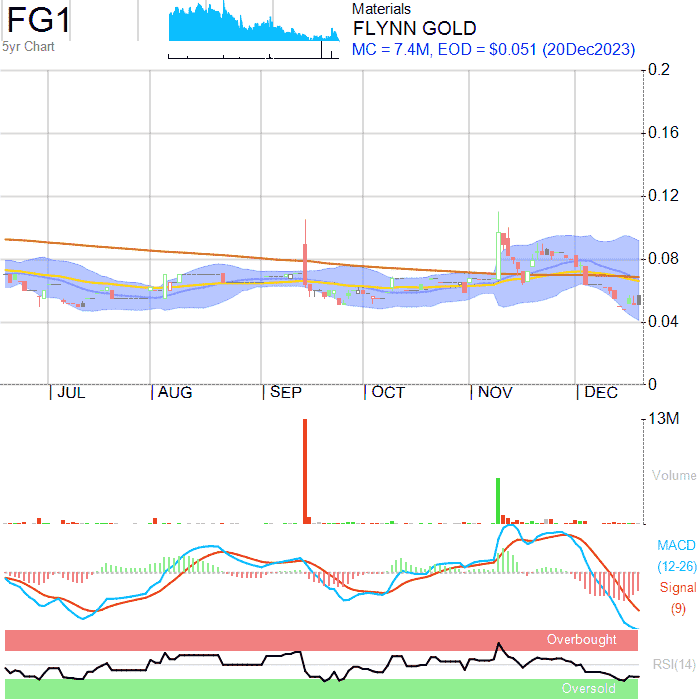 FG1
5yr Chart
Materials
FLYNN GOLD
MC = 7.4M, EOD = $0.051 (20Dec2023)
0.2
0.16
0.12
0.08
0.04
0
JUL
AUG
SEP
OCT
NOV
DEC
13M
Volume
MACD
(12-26)
Signal
(9)
Overbought
RSI(14)
Oversold